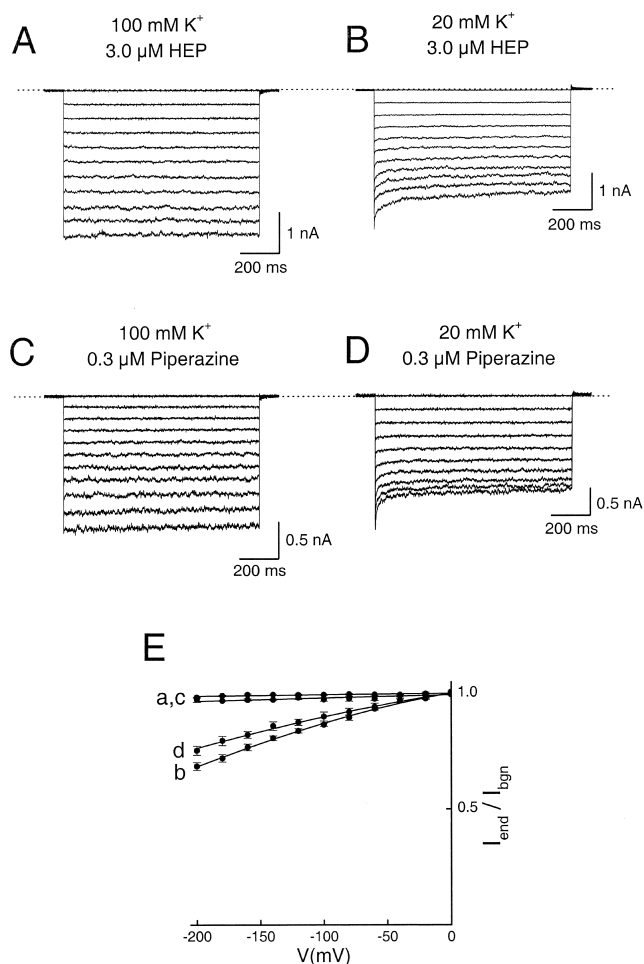 A
100 mM K⁺
3.0 µM HEP
1 nA
200 ms
B
20 mM K⁺
3.0 µM HEP
1 nA
200 ms
C
100 mM K⁺
0.3 µM Piperazine
0.5 nA
200 ms
D
20 mM K⁺
0.3 µM Piperazine
0.5 nA
200 ms
E
a,c
d
b
1.0
0.5
I_end / I_bgn
-200 -150 -100 -50 0
V(mV)